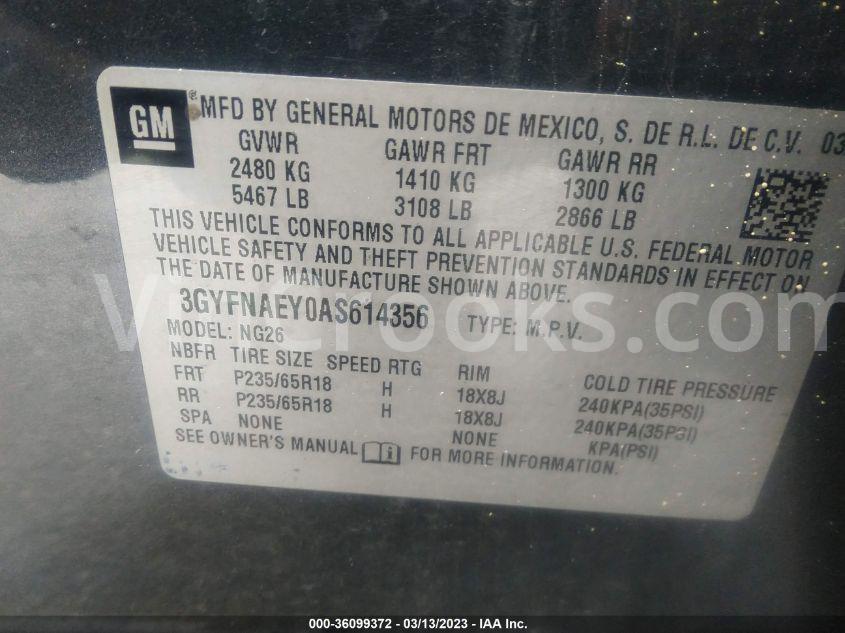 GM
® MFD BY GENERAL MOTORS DE MEXICO, S. DE R.L. DE C.V. 03
GVWR GAWR FRT GAWR RR
2480 KG 1410 KG 1300 KG
5467 LB 3108 LB 2866 LB
THIS VEHICLE CONFORMS TO ALL APPLICABLE U.S. FEDERAL MOTOR
VEHICLE SAFETY AND THEFT PREVENTION STANDARDS IN EFFECT ON
THE DATE OF MANUFACTURE SHOWN ABOVE.
3GYFNAEY0AS614356 TYPE: M.P.V.
MODEL: NG26
NBFR TIRE SIZE SPEED RTG RIM COLD TIRE PRESSURE
FRT P235/65R18 H 18X8J 240KPA(35PSI)
RR P235/65R18 H 18X8J 240KPA(35PSI)
SPA NONE NONE KPA(PSI)
SEE OWNER'S MANUAL FOR MORE INFORMATION.
000-36099372 / 03/13/2023 - IAA Inc.